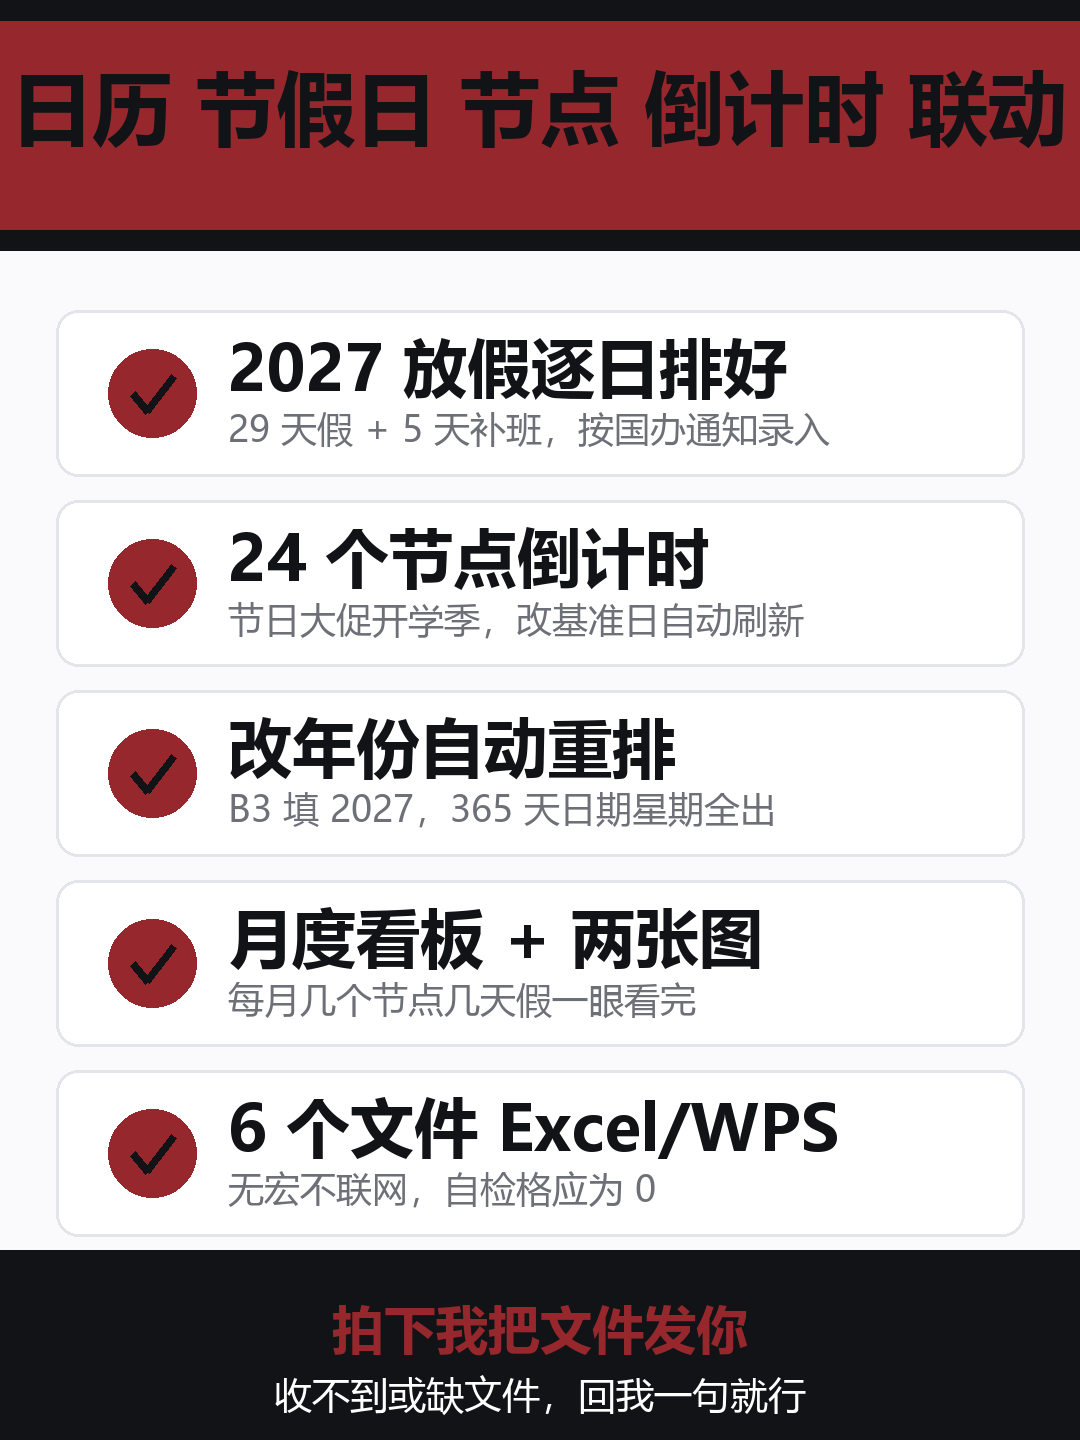 日历 节假日 节点 倒计时 联动
2027 放假逐日排好
29 天假 + 5 天补班，按国办通知录入
24 个节点倒计时
节日大促开学季，改基准日自动刷新
改年份自动重排
B3 填 2027，365 天日期星期全出
月度看板 + 两张图
每月几个节点几天假一眼看完
6 个文件 Excel/WPS
无宏不联网，自检格应为 0
拍下我把文件发你
收不到或缺文件，回我一句就行